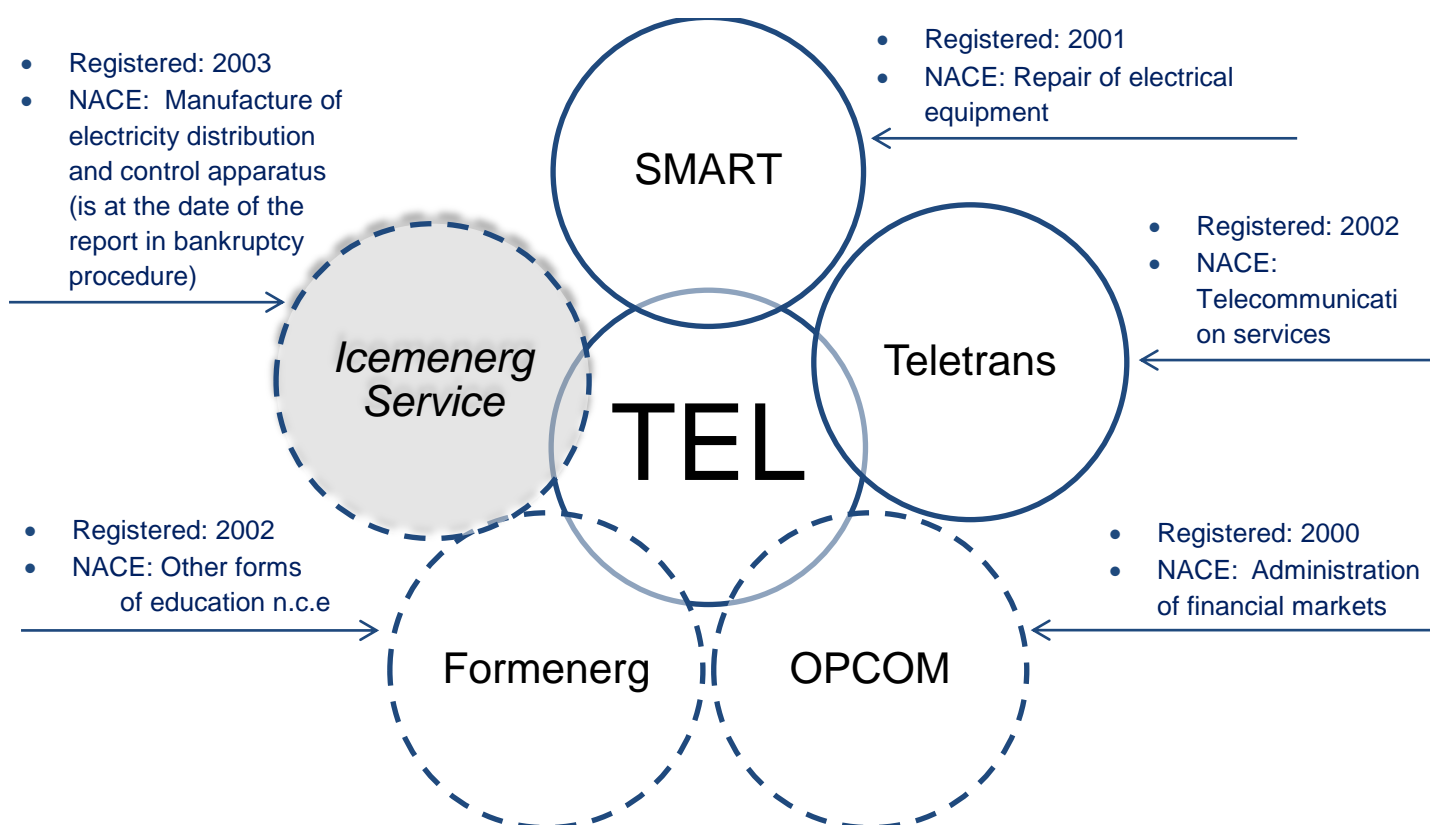 • Registered: 2003
• NACE: Manufacture of
electricity distribution
and control apparatus
(is at the date of the
report in bankruptcy
procedure)
• Registered: 2001
• NACE: Repair of electrical
equipment
SMART
• Registered: 2002
• NACE:
Telecommunicati
on services
Icemenerg
Service
Teletrans
TEL
• Registered: 2002
• NACE: Other forms
of education n.c.e
• Registered: 2000
• NACE: Administration
of financial markets
Formenerg
OPCOM